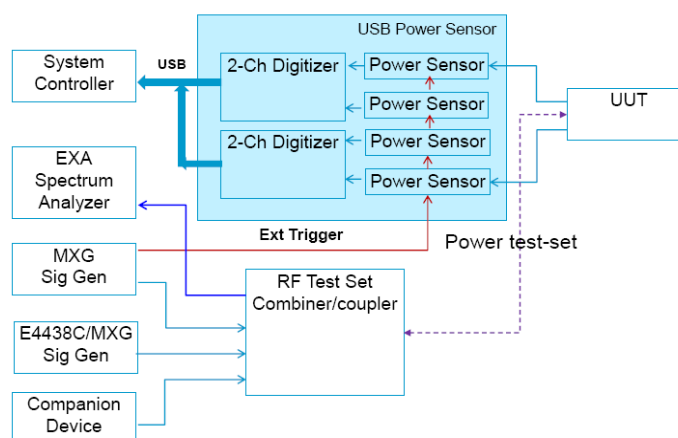 USB Power Sensor
System
Controller
USB
2-Ch Digitizer
Power Sensor
Power Sensor
UUT
2-Ch Digitizer
Power Sensor
Power Sensor
EXA
Spectrum
Analyzer
Ext Trigger
Power test-set
MXG
Sig Gen
RF Test Set
Combiner/coupler
E4438C/MXG
Sig Gen
Companion
Device